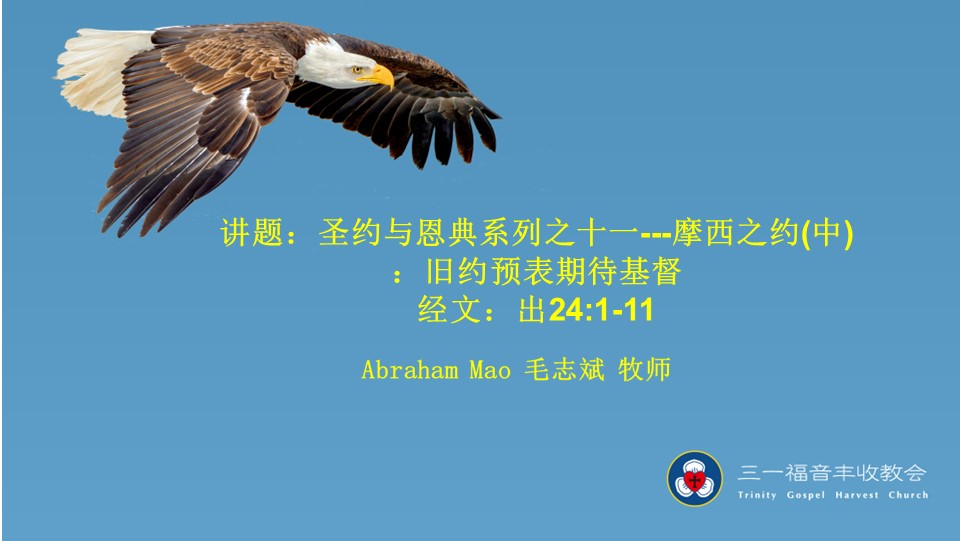 讲题：圣约与恩典系列之十一---摩西之约(中)
：旧约预表期待基督
经文：出24:1-11
Abraham Mao 毛志斌 牧师
三一福音丰收教会
Trinity Gospel Harvest Church